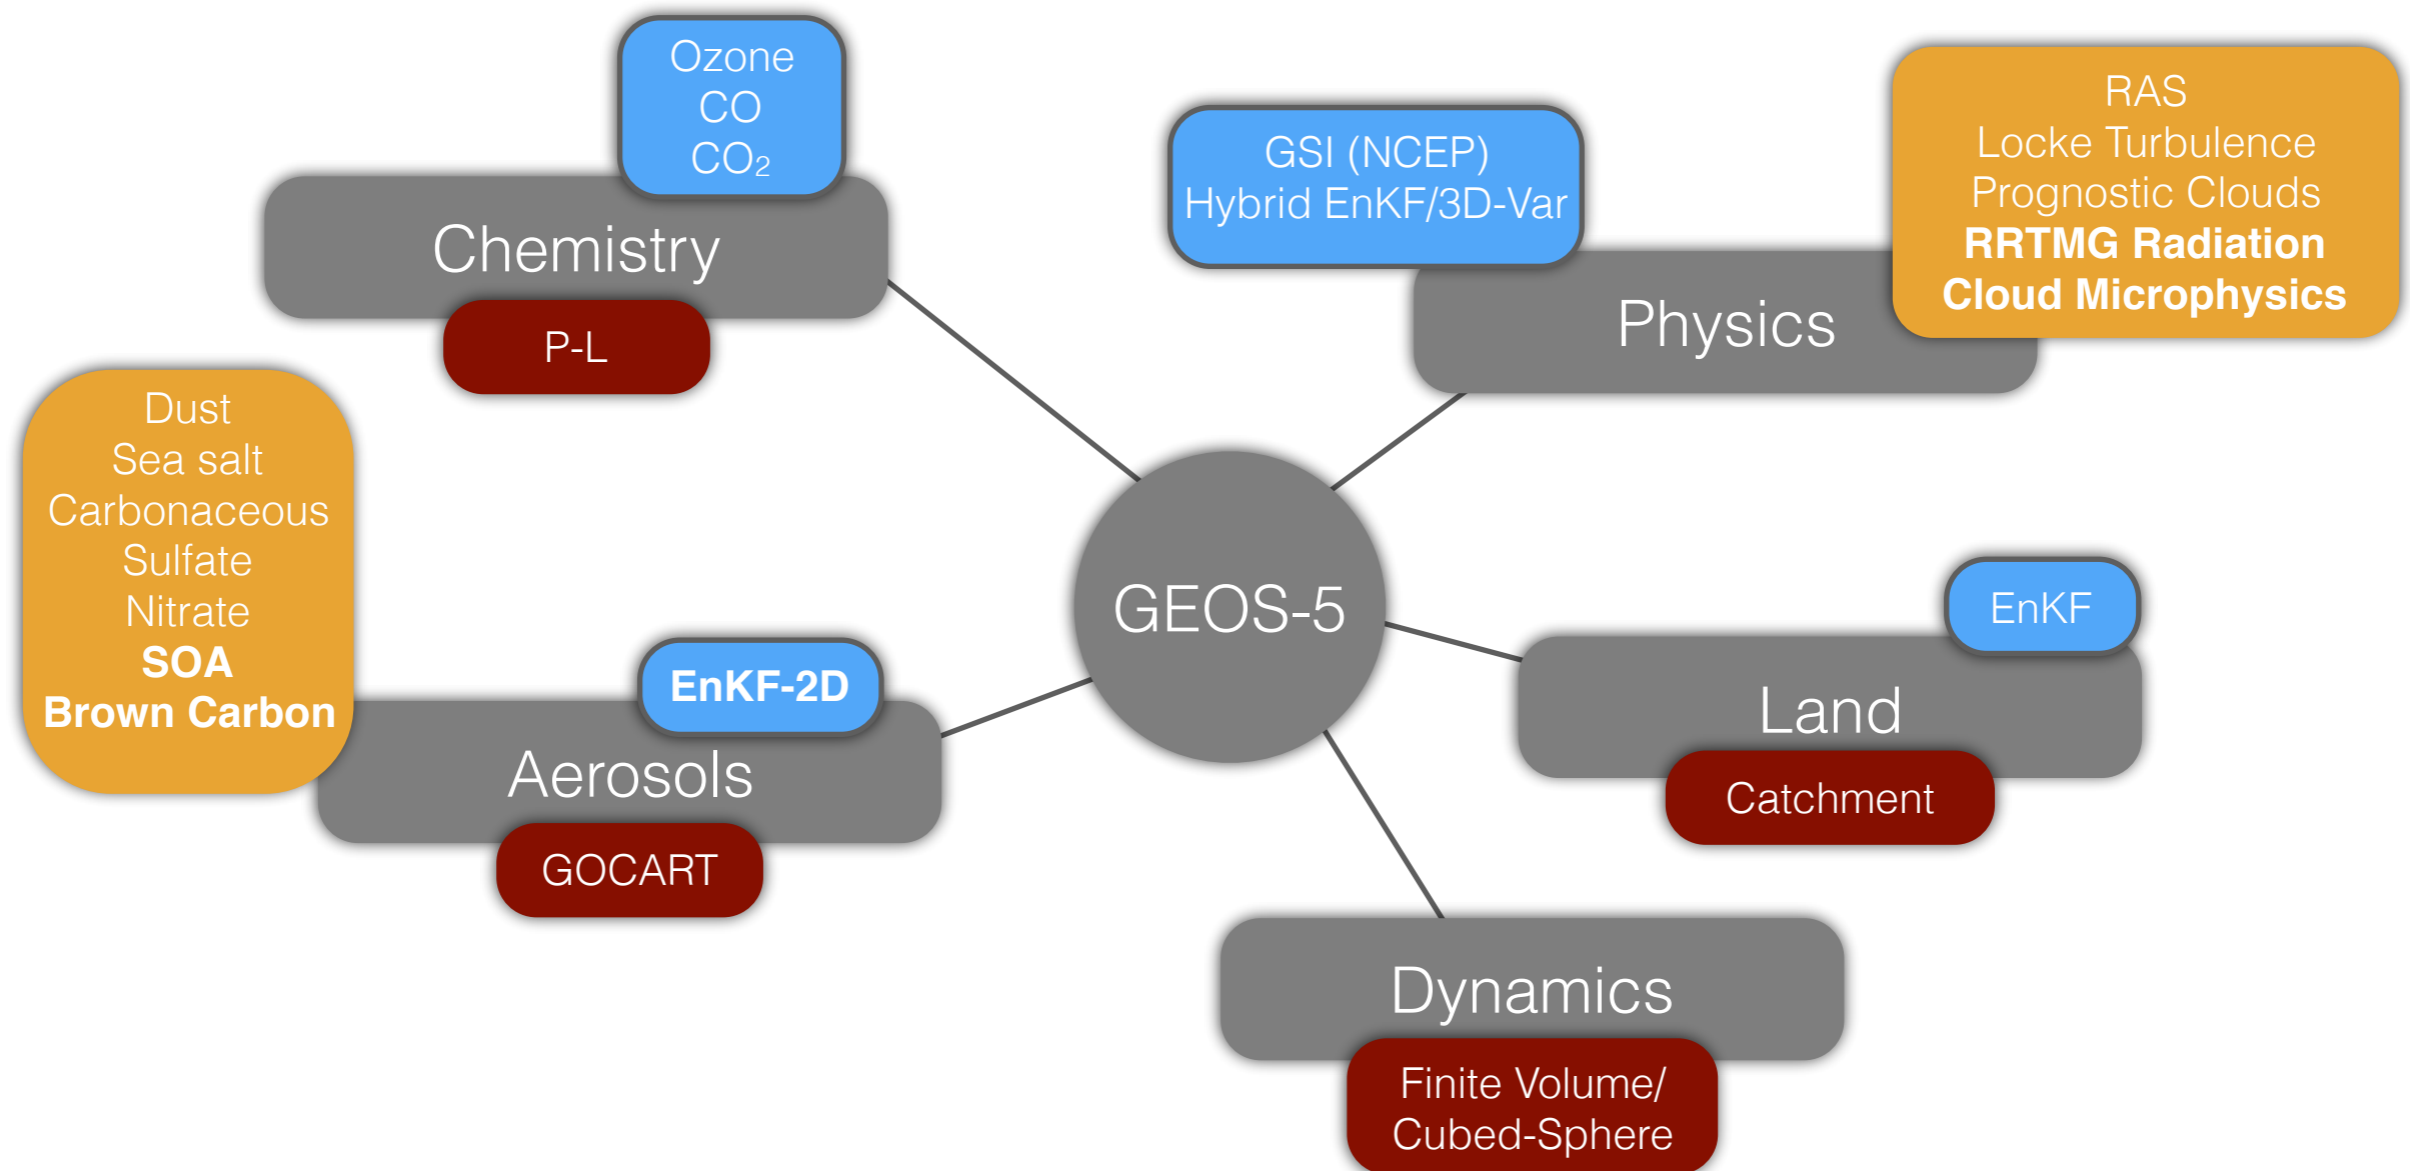 Ozone
CO
CO₂
Chemistry
P-L
GSI (NCEP)
Hybrid EnKF/3D-Var
RAS
Locke Turbulence
Prognostic Clouds
RRTMG Radiation
Cloud Microphysics
Physics
Dust
Sea salt
Carbonaceous
Sulfate
Nitrate
SOA
Brown Carbon
EnKF-2D
Aerosols
GOCART
GEOS-5
EnKF
Land
Catchment
Dynamics
Finite Volume/
Cubed-Sphere